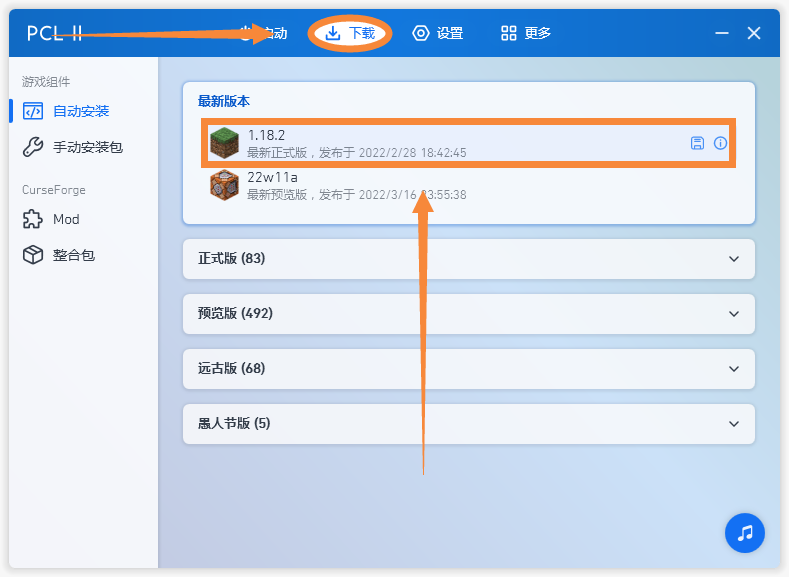 PCL II
启动
下载
设置
更多
游戏组件
自动安装
手动安装包
CurseForge
Mod
整合包
最新版本
1.18.2
最新正式版，发布于 2022/2/28 18:42:45
22w11a
最新预览版，发布于 2022/3/16 23:55:38
正式版 (83)
预览版 (492)
远古版 (68)
愚人节版 (5)